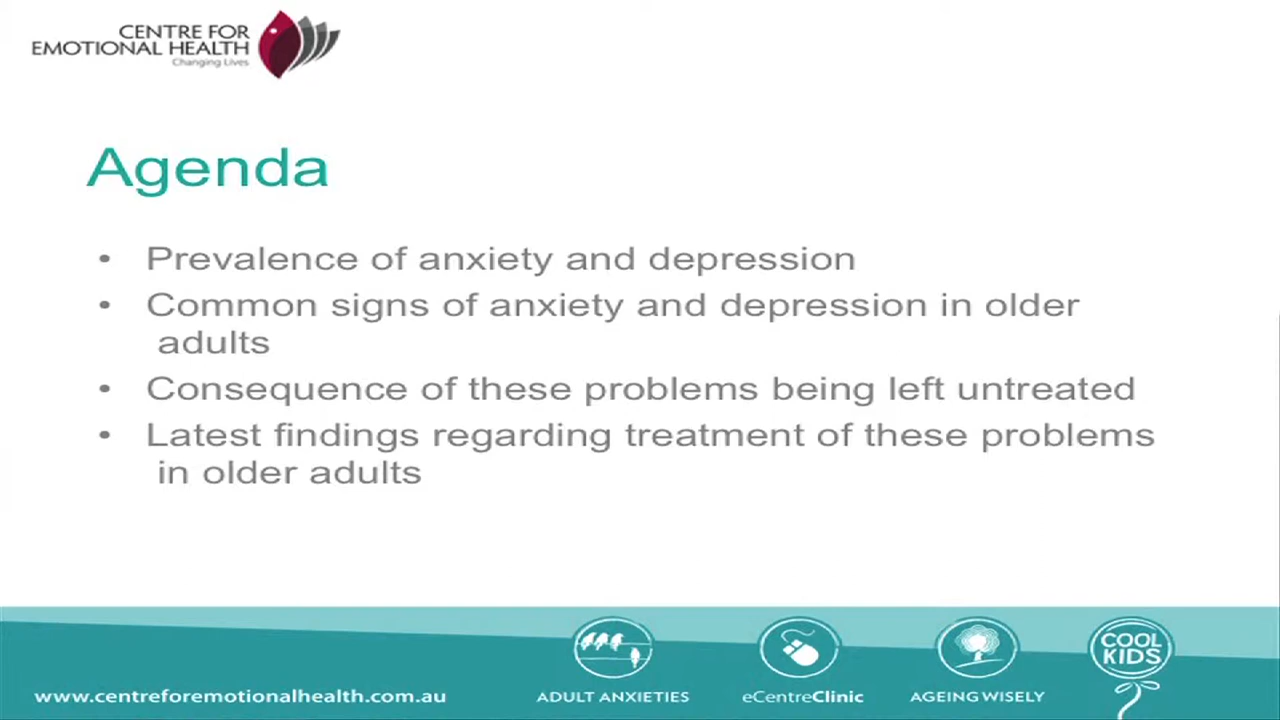 CENTRE FOR
EMOTIONAL HEALTH
Changing Lives
Agenda
• Prevalence of anxiety and depression
• Common signs of anxiety and depression in older
adults
• Consequence of these problems being left untreated
• Latest findings regarding treatment of these problems
in older adults
COOL
KIDS
www.centreforemotionalhealth.com.au
ADULT ANXIETIES
eCentreClinic
AGEING WISELY